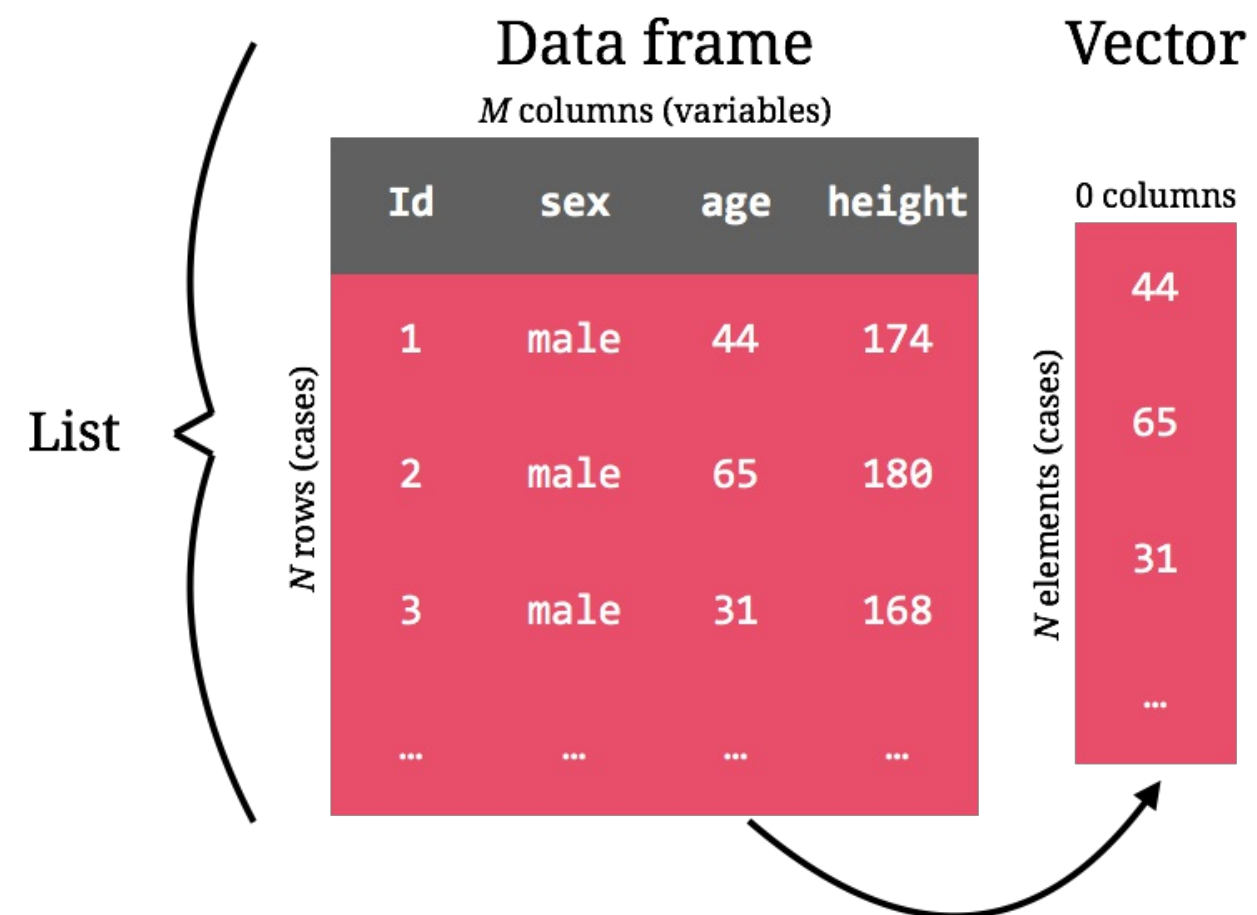 Data frame
Vector
M columns (variables)
0 columns
List
N rows (cases)
Id sex age height
1 male 44 174
2 male 65 180
3 male 31 168
… … … …
N elements (cases)
44
65
31
…